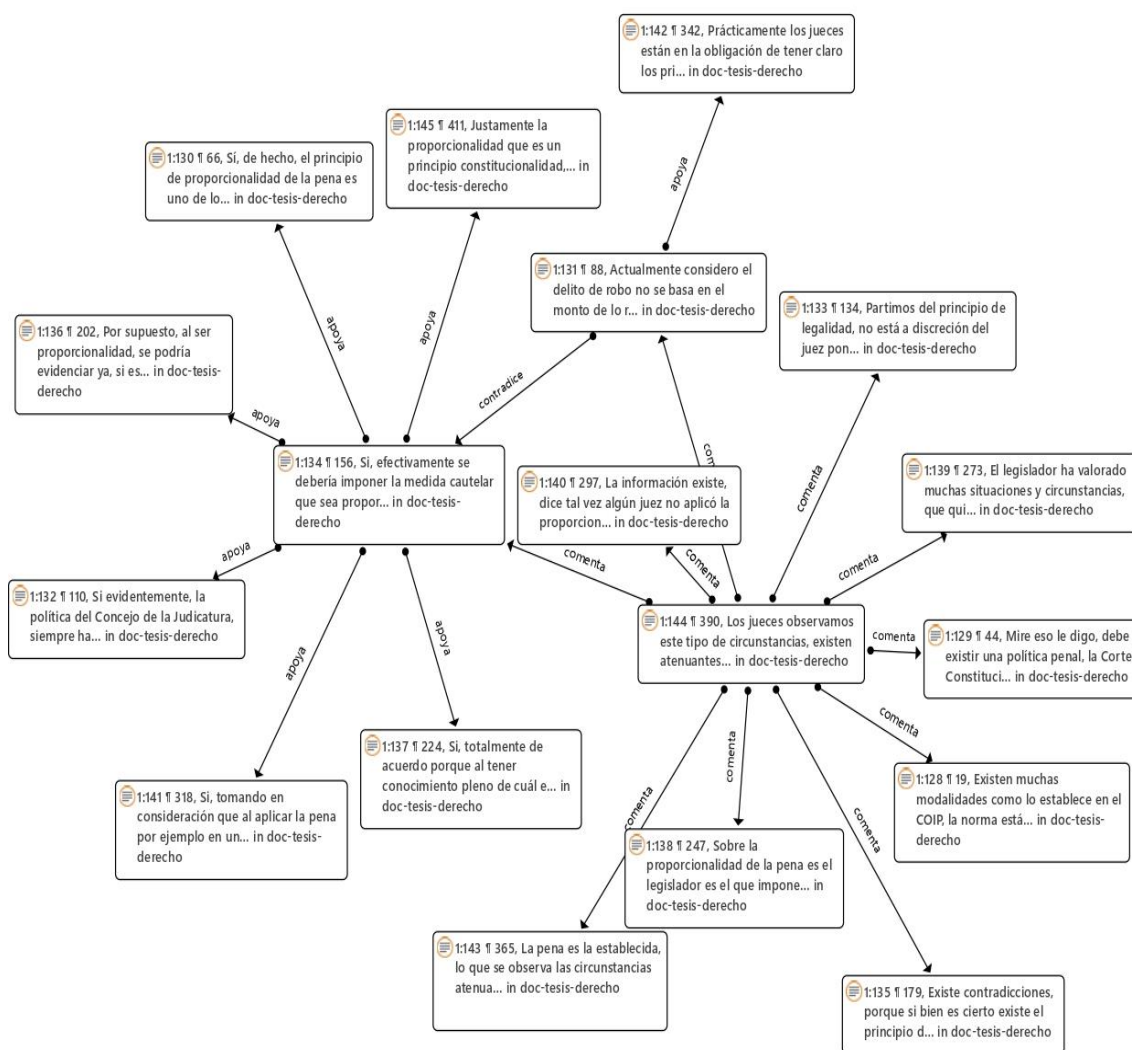 1:142 ¶ 342, Prácticamente los jueces
están en la obligación de tener claro
los pri... in doc-tesis-derecho
1:145 ¶ 411, Justamente la
proporcionalidad que es un
principio constitucionalidad,... in
doc-tesis-derecho
1:130 ¶ 66, Sí, de hecho, el principio
de proporcionalidad de la pena es
uno de lo... in doc-tesis-derecho
apoya
1:131 ¶ 88, Actualmente considero el
delito de robo no se basa en el
monto de lo r... in doc-tesis-derecho
1:133 ¶ 134, Partimos del principio de
legalidad, no está a discreción del
juez pon... in doc-tesis-derecho
1:136 ¶ 202, Por supuesto, al ser
proporcionalidad, se podría
evidenciar ya, si es... in doc-tesis-
derecho
apoya
apoya
apoya
contradice
1:134 ¶ 156, Si, efectivamente se
debería imponer la medida cautelar
que sea propor... in doc-tesis-
derecho
com
1:140 ¶ 297, La información existe,
dice tal vez algún juez no aplicó la
proporcion... in doc-tesis-derecho
comenta
1:139 ¶ 273, El legislador ha valorado
muchas situaciones y circunstancias,
que qui... in doc-tesis-derecho
apoya
comenta
comenta
comenta
1:132 ¶ 110, Si evidentemente, la
política del Concejo de la Judicatura,
siempre ha... in doc-tesis-derecho
1:144 ¶ 390, Los jueces observamos
este tipo de circunstancias, existen
atenuantes... in doc-tesis-derecho
comenta
1:129 ¶ 44, Mire eso le digo, debe
existir una política penal, la Corte
Constituci... in doc-tesis-derecho
apoya
apoya
comenta
comenta
1:137 ¶ 224, Si, totalmente de
acuerdo porque al tener
conocimiento pleno de cuál e... in
doc-tesis-derecho
1:141 ¶ 318, Si, tomando en
consideración que al aplicar la pena
por ejemplo en un... in doc-tesis-
derecho
1:128 ¶ 19, Existen muchas
modalidades como lo establece en el
COIP, la norma está... in doc-tesis-
derecho
comenta
comenta
1:138 ¶ 247, Sobre la
proporcionalidad de la pena es el
legislador es el que impone... in
doc-tesis-derecho
1:143 ¶ 365, La pena es la establecida,
lo que se observa las circunstancias
atenua... in doc-tesis-derecho
1:135 ¶ 179, Existe contradicciones,
porque si bien es cierto existe el
principio d... in doc-tesis-derecho